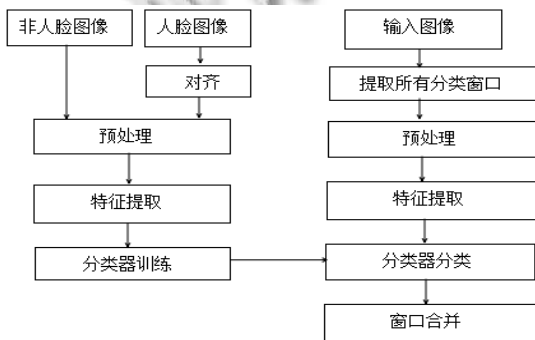 非人脸图像
人脸图像
输入图像
对齐
提取所有分类窗口
预处理
预处理
特征提取
特征提取
分类器训练
分类器分类
窗口合并